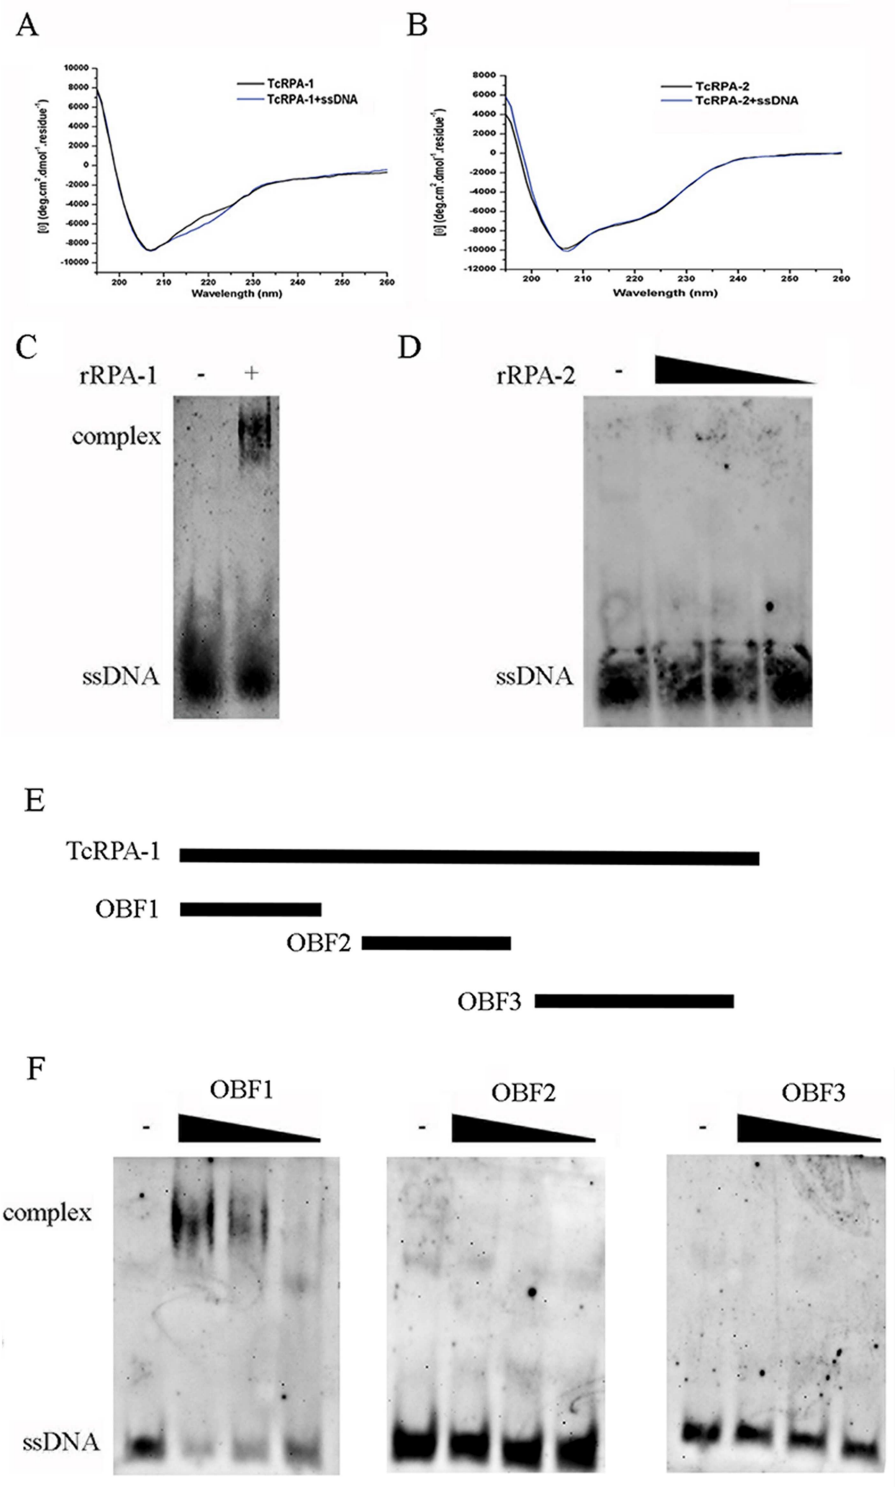 A
B
10000
8000
6000
4000
2000
0
-2000
-4000
-6000
-8000
-10000
[θ] (deg.cm².dmol⁻¹.residue⁻¹)
TcRPA-1
TcRPA-1+ssDNA
200 210 220 230 240 250 260
Wavelength (nm)
8000
6000
4000
2000
0
-2000
-4000
-6000
-8000
-10000
-12000
[θ] (deg.cm².dmol⁻¹.residue⁻¹)
TcRPA-2
TcRPA-2+ssDNA
200 210 220 230 240 250 260
Wavelength (nm)
C
rRPA-1 - +
complex
ssDNA
D
rRPA-2 -
ssDNA
E
TcRPA-1
OBF1
OBF2
OBF3
F
OBF1
-
OBF2
-
OBF3
-
complex
ssDNA